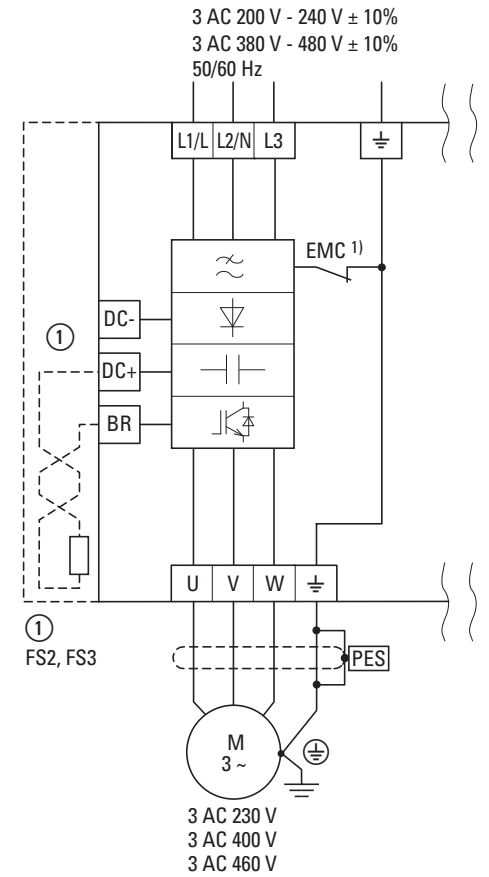 3 AC 200 V - 240 V ± 10%
3 AC 380 V - 480 V ± 10%
50/60 Hz
L1/L L2/N L3
EMC 1)
DC-
①
DC+
BR
U V W
①
FS2, FS3
PES
M
3 ~
3 AC 230 V
3 AC 400 V
3 AC 460 V